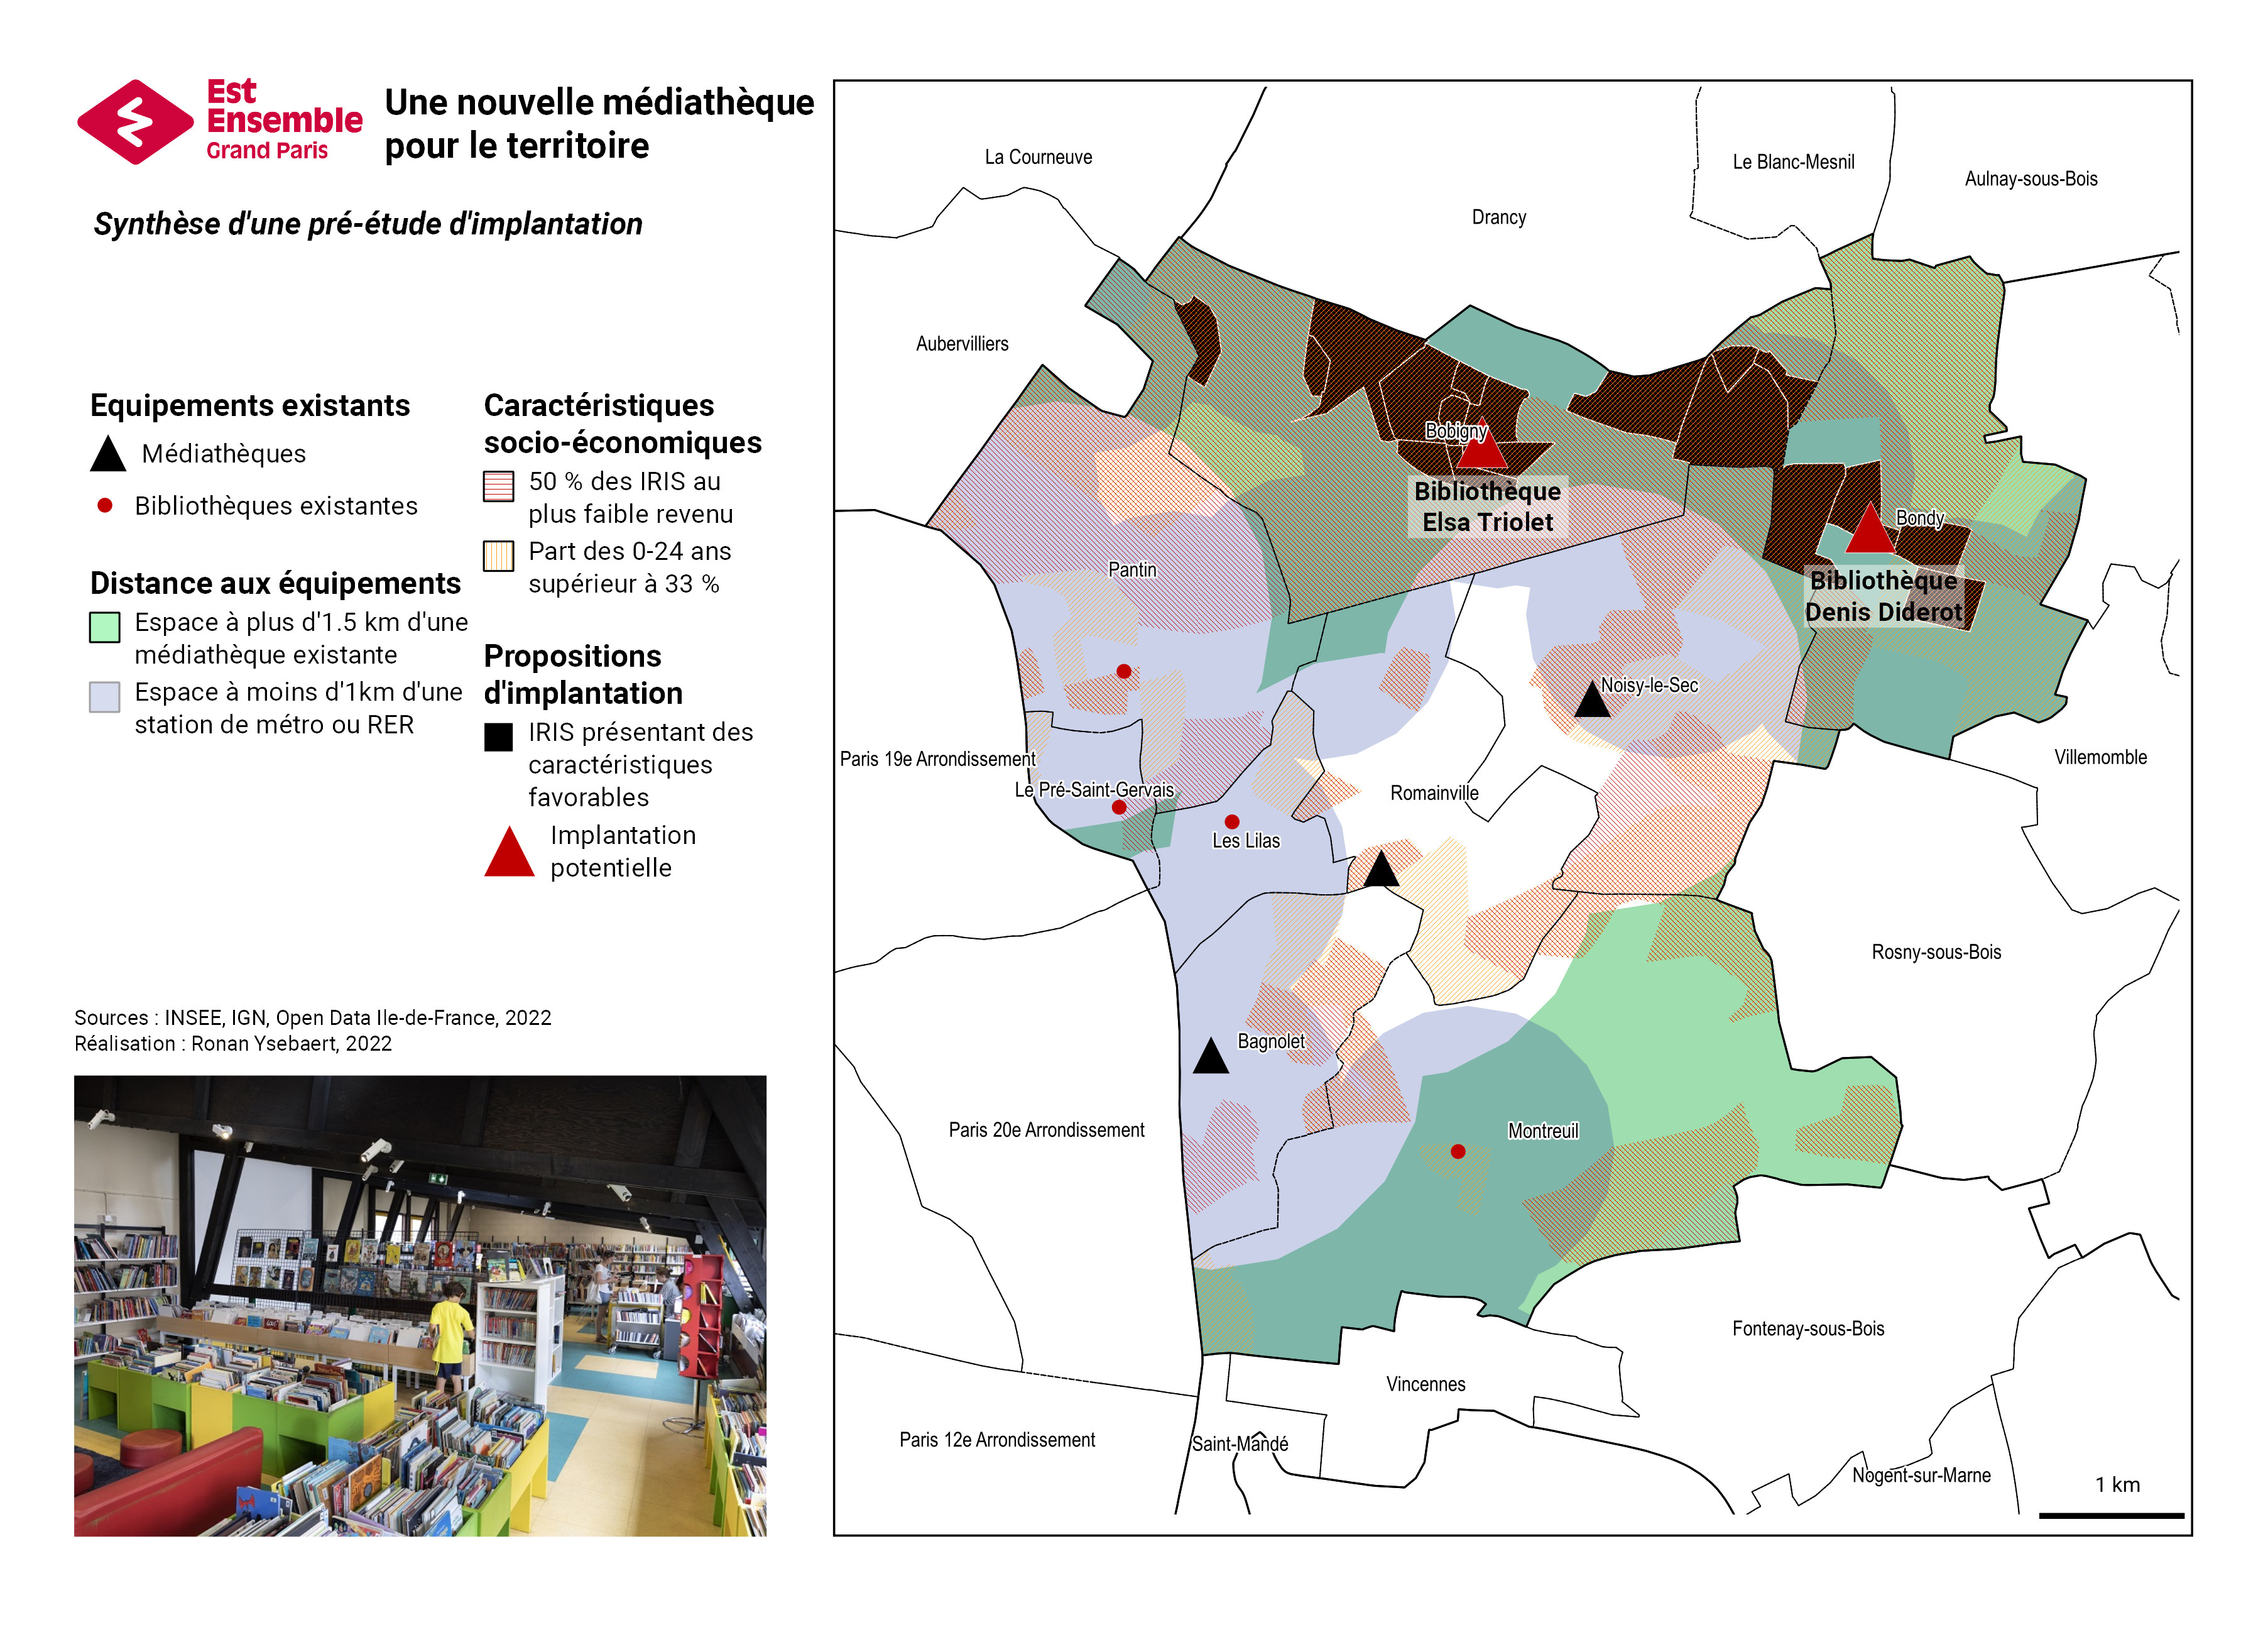 Est
Ensemble
Grand Paris
Une nouvelle médiathèque
pour le territoire
Synthèse d'une pré-étude d'implantation
Equipements existants
Médiathèques
Bibliothèques existantes
Distance aux équipements
Espace à plus d'1.5 km d'une
médiathèque existante
Espace à moins d'1km d'une
station de métro ou RER
Caractéristiques
socio-économiques
50 % des IRIS au
plus faible revenu
Part des 0-24 ans
supérieur à 33 %
Propositions
d'implantation
IRIS présentant des
caractéristiques
favorables
Implantation
potentielle
Sources : INSEE, IGN, Open Data Ile-de-France, 2022
Réalisation : Ronan Ysebaert, 2022
La Courneuve
Le Blanc-Mesnil
Aulnay-sous-Bois
Drancy
Aubervilliers
Bobigny
Bibliothèque
Elsa Triolet
Bondy
Bibliothèque
Denis Diderot
Pantin
Noisy-le-Sec
Paris 19e Arrondissement
Villemomble
Le Pré-Saint-Gervais
Romainville
Les Lilas
Rosny-sous-Bois
Bagnolet
Paris 20e Arrondissement
Montreuil
Fontenay-sous-Bois
Vincennes
Paris 12e Arrondissement
Saint-Mandé
Nogent-sur-Marne
1 km